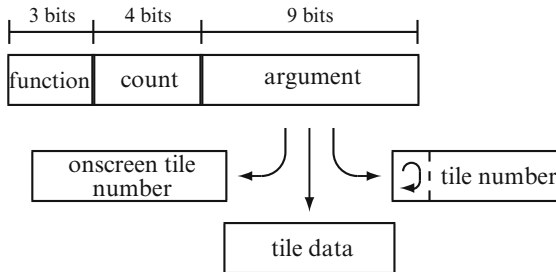 3 bits 4 bits 9 bits
function count argument
onscreen tile
number
tile number
tile data